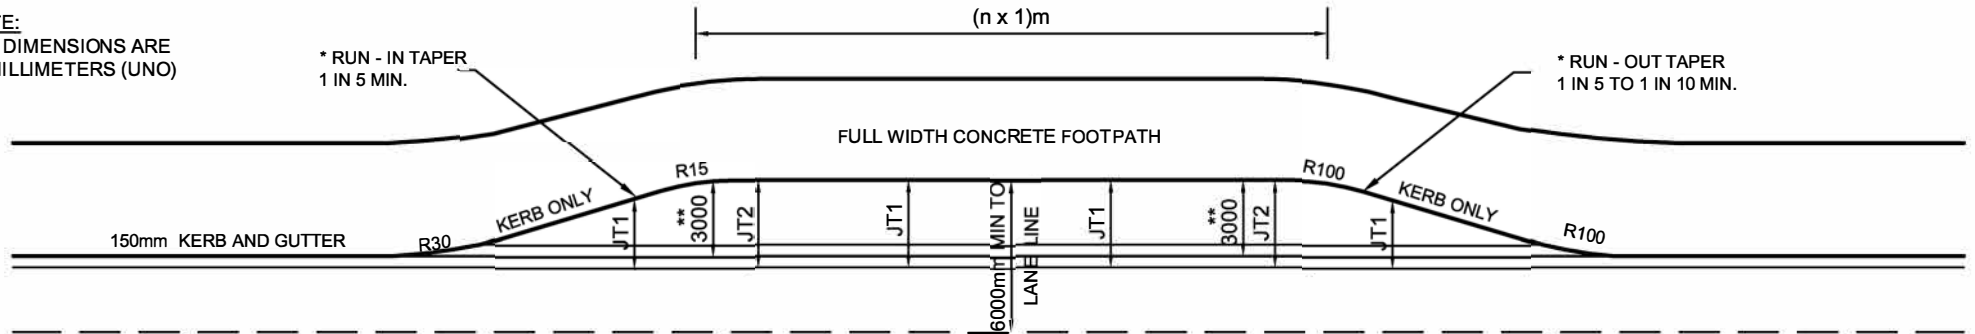 TE:
DIMENSIONS ARE
ILLIMETERS (UNO)
(n x 1)m
* RUN - IN TAPER
1 IN 5 MIN.
* RUN - OUT TAPER
1 IN 5 TO 1 IN 10 MIN.
FULL WIDTH CONCRETE FOOTPATH
150mm KERB AND GUTTER
R30
KERB ONLY
JT1
R15
**
3000
JT2
JT1
6000mm MIN TO
LANE LINE
JT1
**
3000
JT2
R100
JT1
KERB ONLY
R100